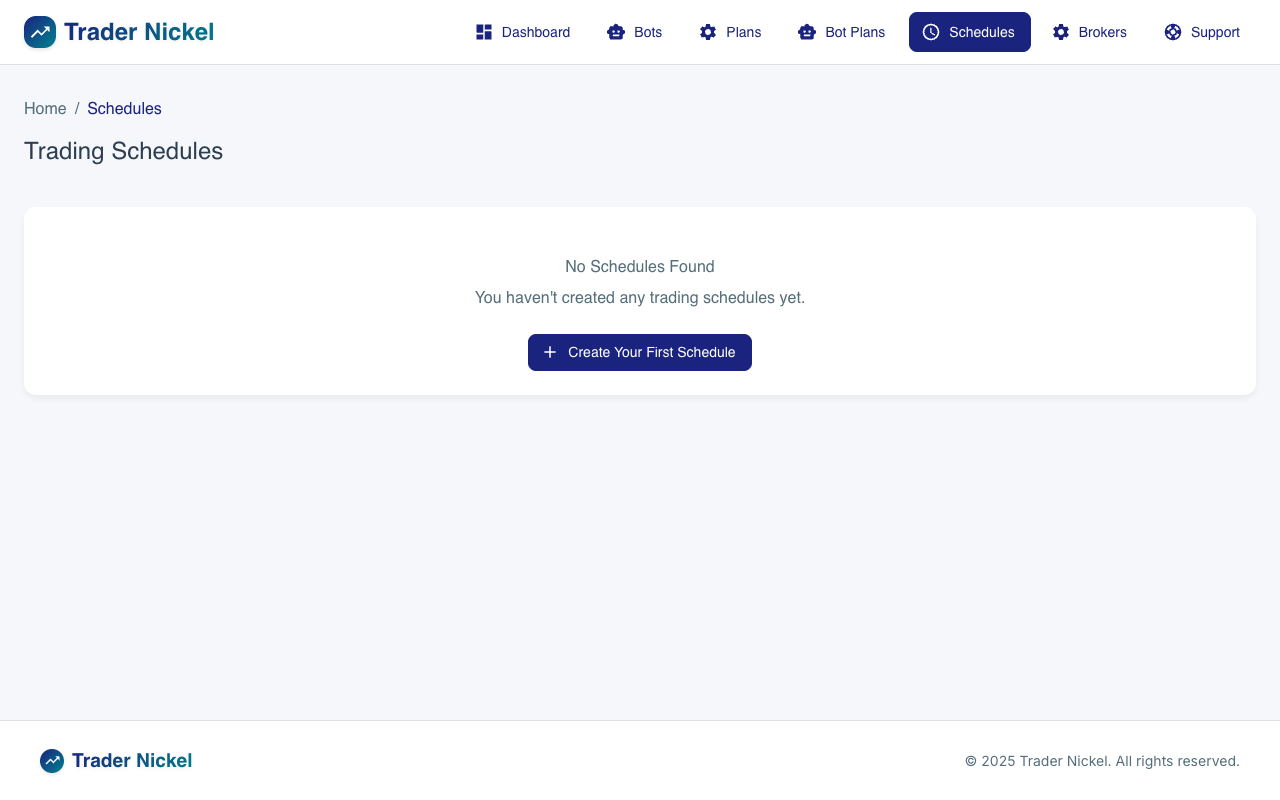 Trader Nickel
Dashboard
Bots
Plans
Bot Plans
Schedules
Brokers
Support
Home / Schedules
Trading Schedules
No Schedules Found
You haven't created any trading schedules yet.
Create Your First Schedule
Trader Nickel
© 2025 Trader Nickel. All rights reserved.